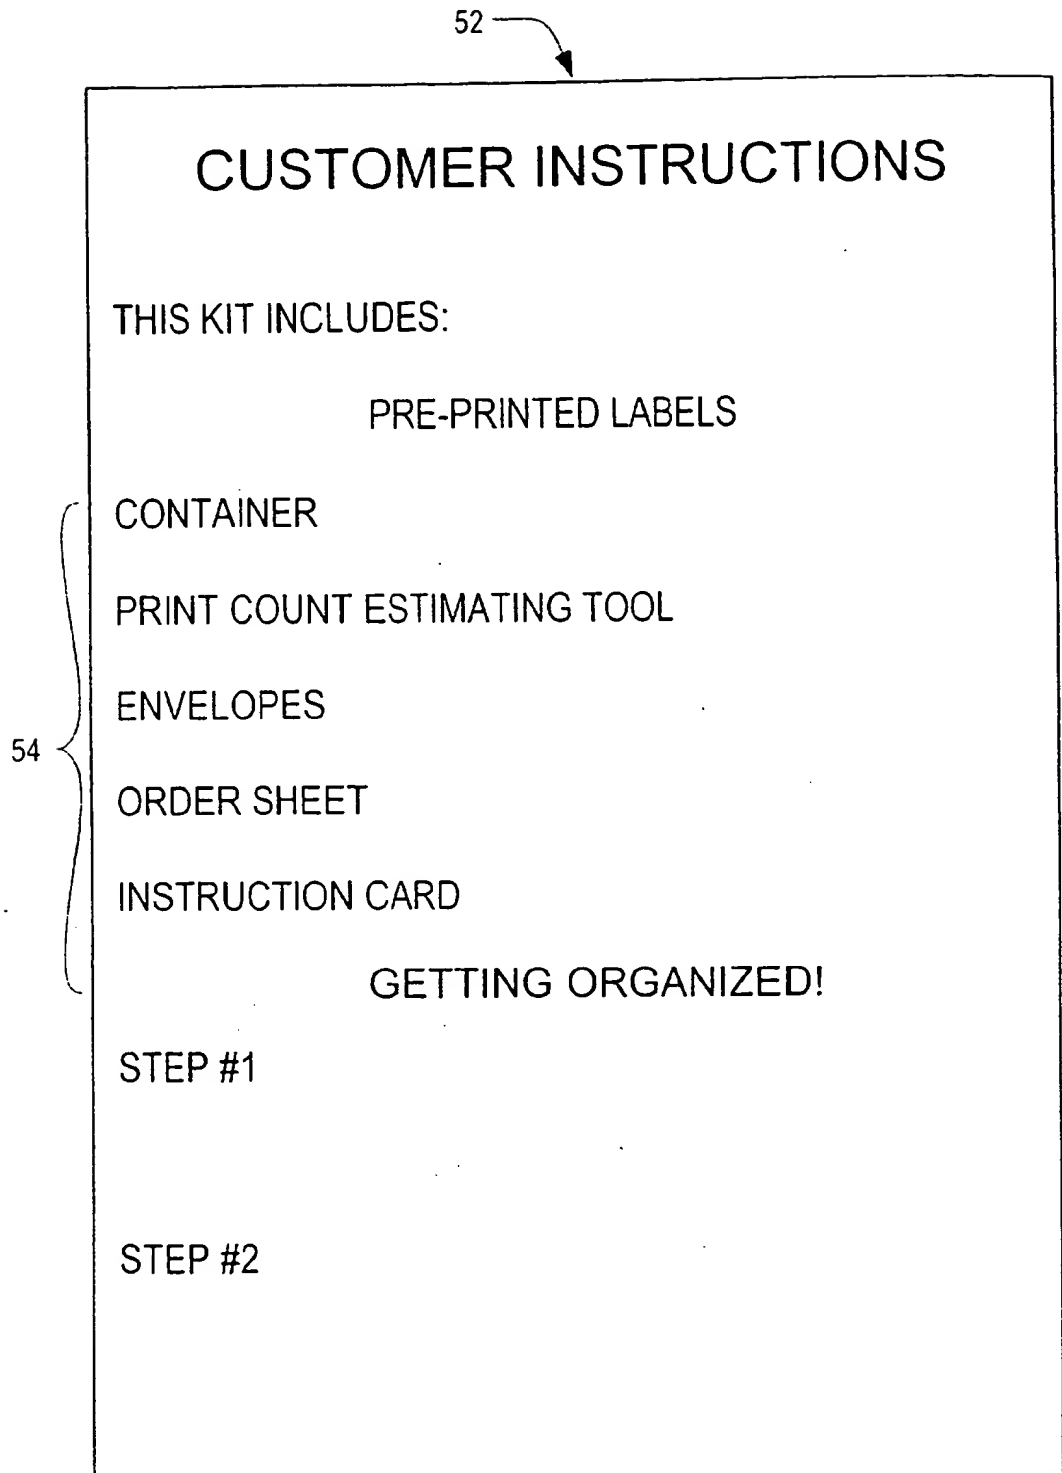 52
CUSTOMER INSTRUCTIONS
THIS KIT INCLUDES:
PRE-PRINTED LABELS
CONTAINER
PRINT COUNT ESTIMATING TOOL
ENVELOPES
54
ORDER SHEET
INSTRUCTION CARD
GETTING ORGANIZED!
STEP #1
STEP #2